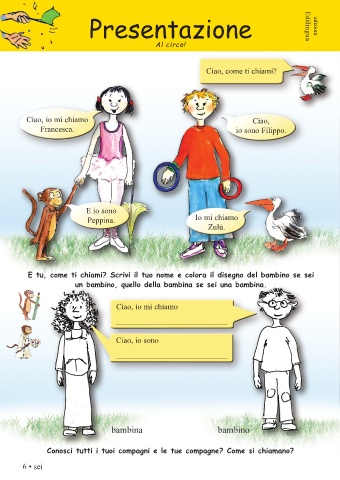 Presentazione
Al circo!
edizioni
Edilingua
Ciao, come ti chiami?
Ciao, io mi chiamo
Francesca.
Ciao,
io sono Filippo.
E io sono
Peppina.
Io mi chiamo
Zulù.
E tu, come ti chiami? Scrivi il tuo nome e colora il disegno del bambino se sei
un bambino, quello della bambina se sei una bambina.
Ciao, io mi chiamo
Ciao, io sono
bambina
bambino
Conosci tutti i tuoi compagni e le tue compagne? Come si chiamano?
6 • sei